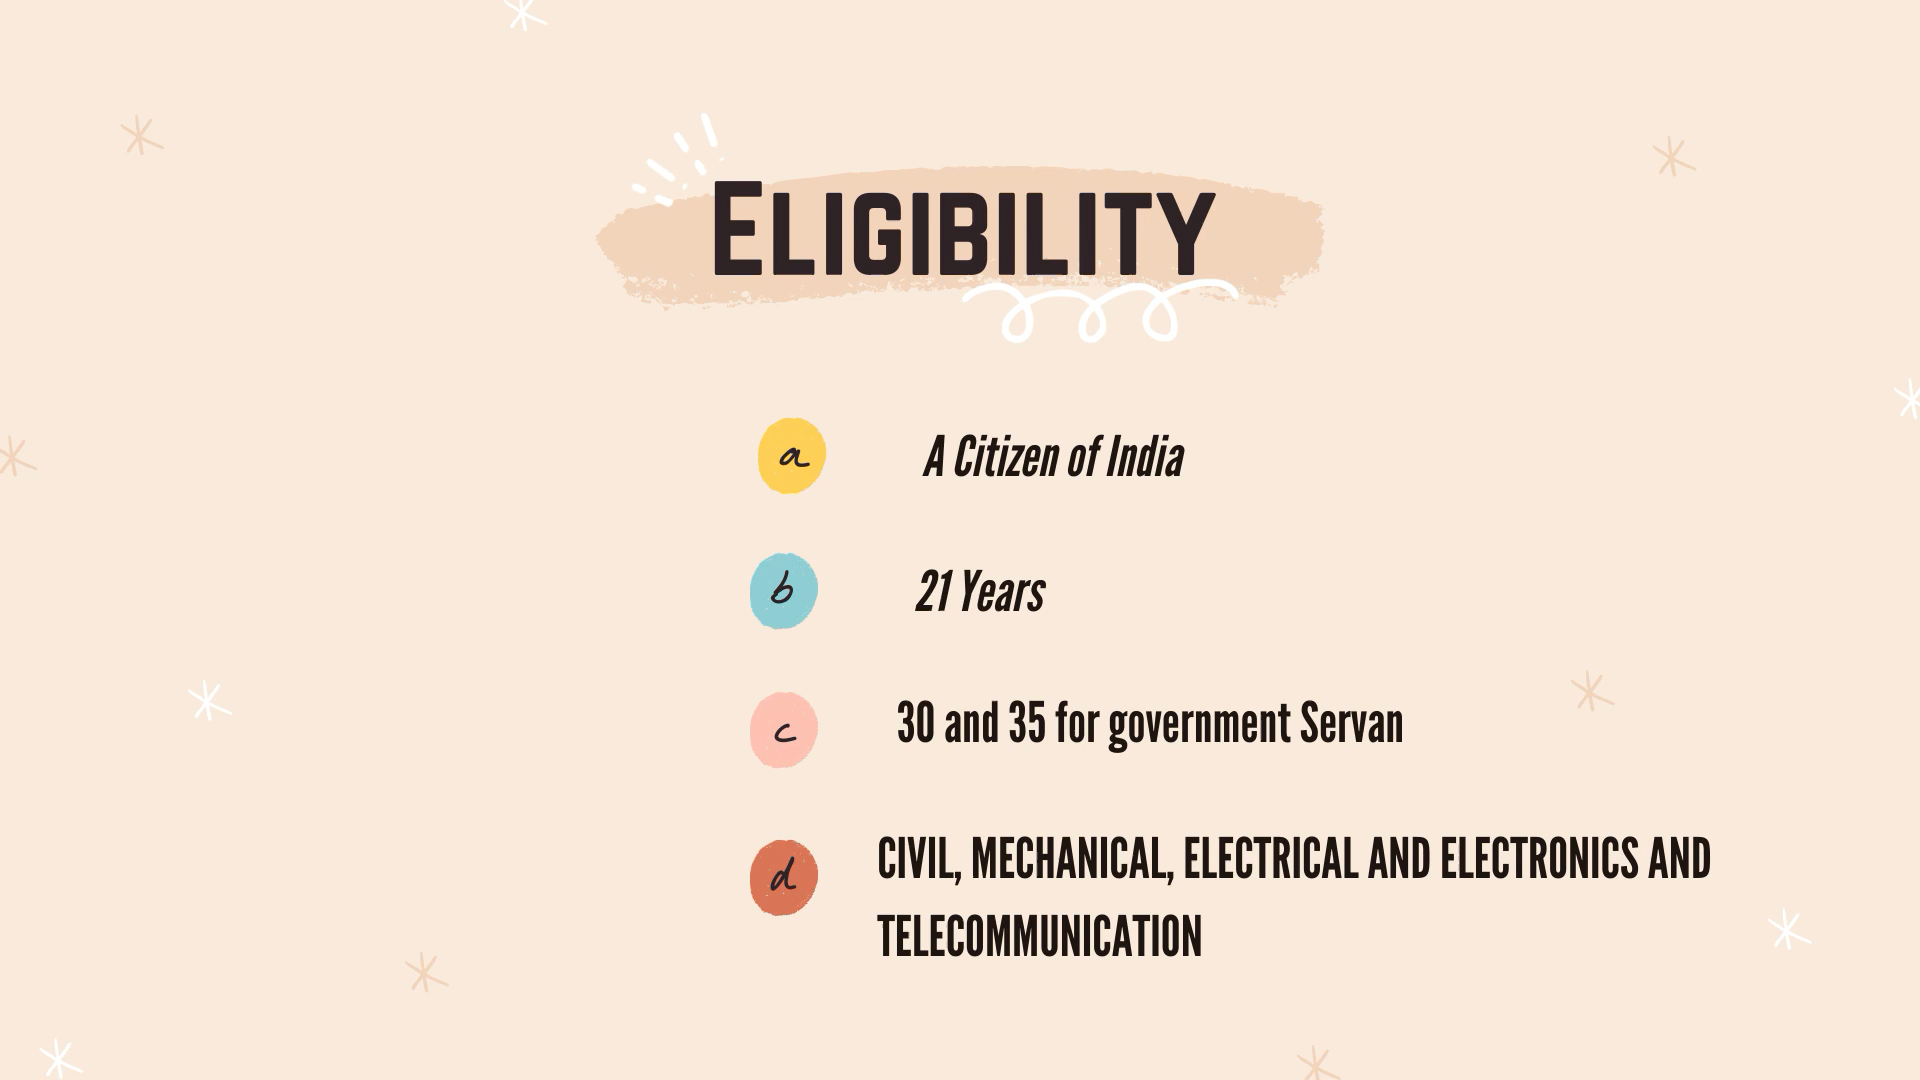 ELIGIBILITY
a A Citizen of India
b 21 Years
c 30 and 35 for government Servan
d CIVIL, MECHANICAL, ELECTRICAL AND ELECTRONICS AND
TELECOMMUNICATION